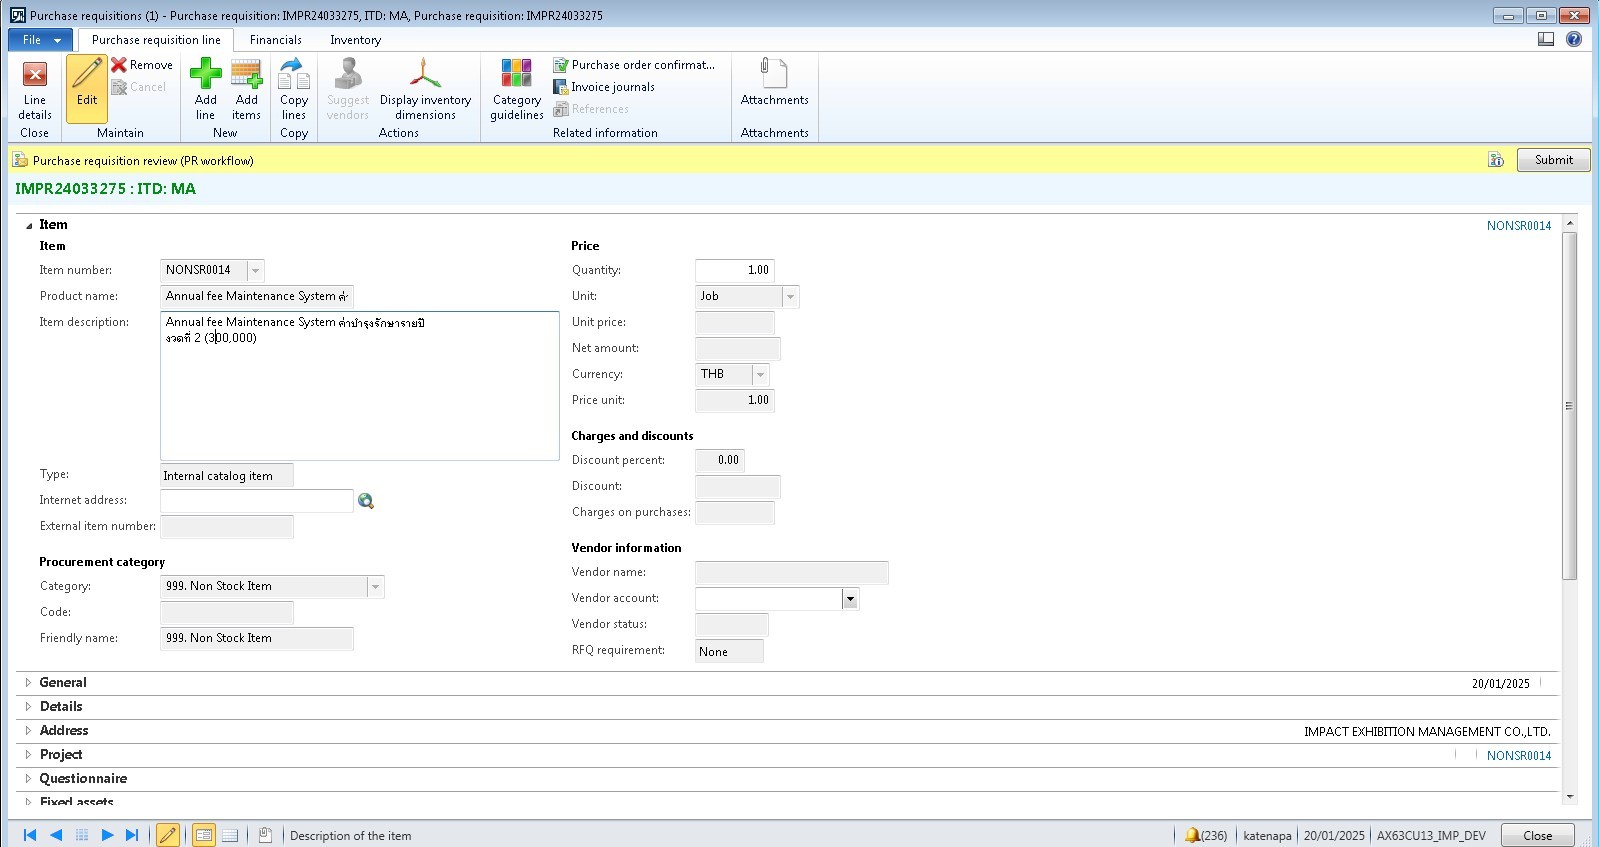 Purchase requisitions (1) - Purchase requisition: IMPR24033275, ITD: MA, Purchase requisition: IMPR24033275
File
Purchase requisition line
Financials
Inventory
Line details
Close
Edit
Remove
Cancel
Maintain
Add line
Add items
New
Copy lines
Copy
Suggest vendors
Display inventory dimensions
Actions
Category guidelines
Purchase order confirmat...
Invoice journals
References
Related information
Attachments
Attachments
Purchase requisition review (PR workflow)
Submit
IMPR24033275 : ITD: MA
Item
NONSR0014
Item
Item number: NONSR0014
Product name: Annual fee Maintenance System ค่า
Item description: Annual fee Maintenance System ค่าบำรุงรักษารายปี
งวดที่ 2 (300,000)
Type: Internal catalog item
Internet address:
External item number:
Procurement category
Category: 999. Non Stock Item
Code:
Friendly name: 999. Non Stock Item
Price
Quantity: 1.00
Unit: Job
Unit price:
Net amount:
Currency: THB
Price unit: 1.00
Charges and discounts
Discount percent: 0.00
Discount:
Charges on purchases:
Vendor information
Vendor name:
Vendor account:
Vendor status:
RFQ requirement: None
General 20/01/2025
Details
Address IMPACT EXHIBITION MANAGEMENT CO.,LTD.
Project NONSR0014
Questionnaire
Fixed assets
Description of the item
(236)
katenapa
20/01/2025
AX63CU13_IMP_DEV
Close